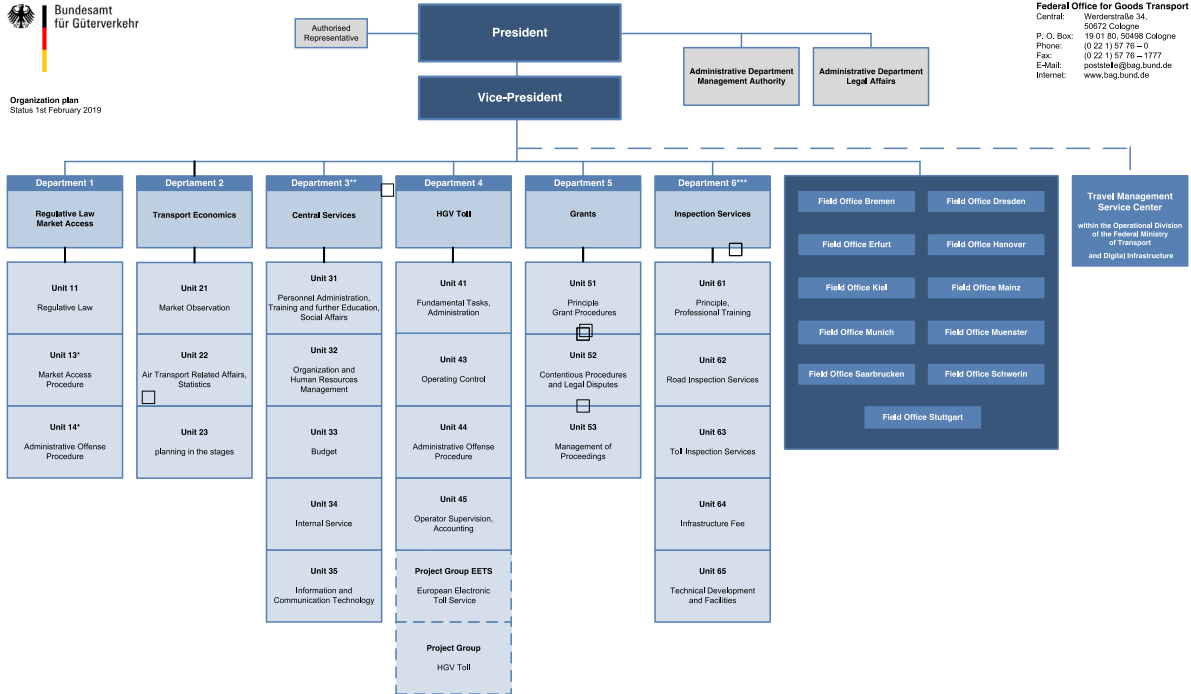 Bundesamt
für Güterverkehr
Organization plan
Status 1st February 2019
Authorised
Representative
President
Vice-President
Administrative Department
Management Authority
Administrative Department
Legal Affairs
Federal Office for Goods Transport
Central: Werderstraße 34,
50672 Cologne
P. O. Box: 19 01 80, 50498 Cologne
Phone: (0 22 1) 57 76 – 0
Fax: (0 22 1) 57 76 – 1777
E-Mail: poststelle@bag.bund.de
Internet: www.bag.bund.de
Department 1
Regulative Law
Market Access
Unit 11
Regulative Law
Unit 13*
Market Access
Procedure
Unit 14*
Administrative Offense
Procedure
Deprtament 2
Transport Economics
Unit 21
Market Observation
Unit 22
Air Transport Related Affairs,
Statistics
Unit 23
planning in the stages
Department 3**
Central Services
Unit 31
Personnel Administration,
Training and further Education,
Social Affairs
Unit 32
Organization and
Human Resources
Management
Unit 33
Budget
Unit 34
Internal Service
Unit 35
Information and
Communication Technology
Department 4
HGV Toll
Unit 41
Fundamental Tasks,
Administration
Unit 43
Operating Control
Unit 44
Administrative Offense
Procedure
Unit 45
Operator Supervision,
Accounting
Project Group EETS
European Electronic
Toll Service
Project Group
HGV Toll
Department 5
Grants
Unit 51
Principle
Grant Procedures
Unit 52
Contentious Procedures
and Legal Disputes
Unit 53
Management of
Proceedings
Department 6***
Inspection Services
Unit 61
Principle,
Professional Training
Unit 62
Road Inspection Services
Unit 63
Toll Inspection Services
Unit 64
Infrastructure Fee
Unit 65
Technical Development
and Facilities
Field Office Bremen
Field Office Dresden
Field Office Erfurt
Field Office Hanover
Field Office Kiel
Field Office Mainz
Field Office Munich
Field Office Muenster
Field Office Saarbrucken
Field Office Schwerin
Field Office Stuttgart
Travel Management
Service Center
within the Operational Division
of the Federal Ministry
of Transport
and Digital Infrastructure